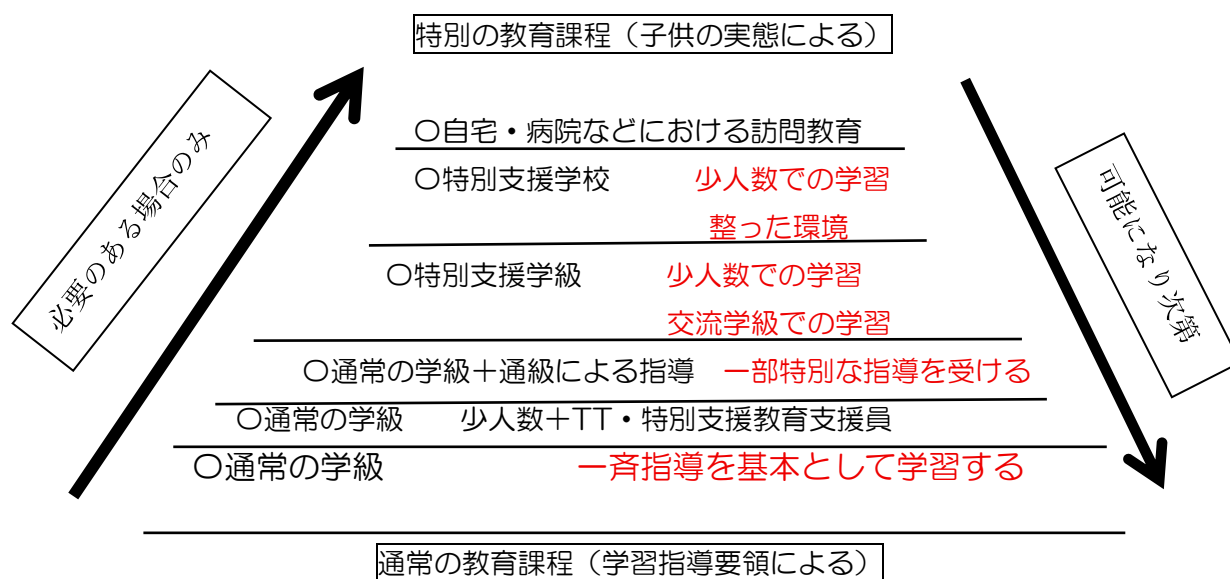 特別の教育課程（子供の実態による）
必要のある場合のみ
可能になり次第
〇自宅・病院などにおける訪問教育
〇特別支援学校 少人数での学習
整った環境
〇特別支援学級 少人数での学習
交流学級での学習
〇通常の学級＋通級による指導 一部特別な指導を受ける
〇通常の学級 少人数＋TT・特別支援教育支援員
〇通常の学級 一斉指導を基本として学習する
通常の教育課程（学習指導要領による）